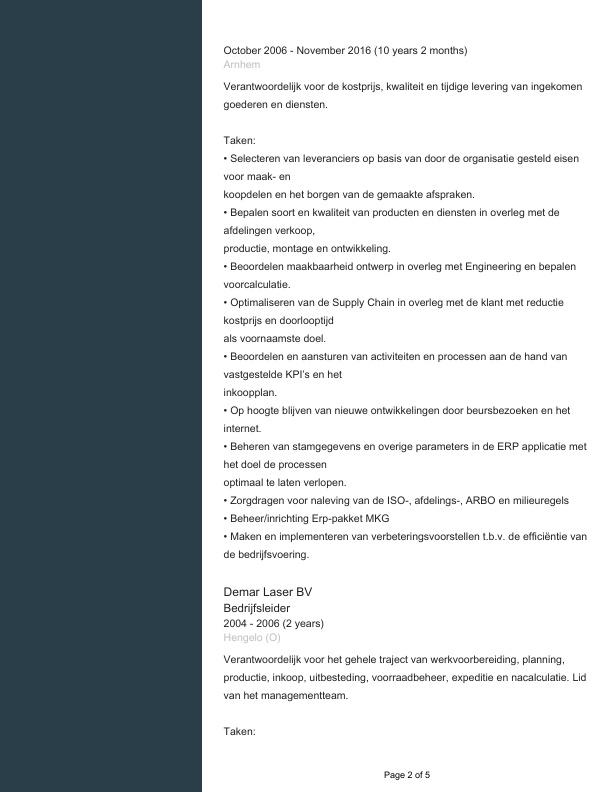 October 2006 - November 2016 (10 years 2 months)
Arnhem
Verantwoordelijk voor de kostprijs, kwaliteit en tijdige levering van ingekomen
goederen en diensten.
Taken:
• Selecteren van leveranciers op basis van door de organisatie gesteld eisen
voor maak- en
koopdelen en het borgen van de gemaakte afspraken.
• Bepalen soort en kwaliteit van producten en diensten in overleg met de
afdelingen verkoop,
productie, montage en ontwikkeling.
• Beoordelen maakbaarheid ontwerp in overleg met Engineering en bepalen
voorcalculatie.
• Optimaliseren van de Supply Chain in overleg met de klant met reductie
kostprijs en doorlooptijd
als voornaamste doel.
• Beoordelen en aansturen van activiteiten en processen aan de hand van
vastgestelde KPI's en het
inkoopplan.
• Op hoogte blijven van nieuwe ontwikkelingen door beursbezoeken en het
internet.
• Beheren van stamgegevens en overige parameters in de ERP applicatie met
het doel de processen
optimaal te laten verlopen.
• Zorgdragen voor naleving van de ISO-, afdelings-, ARBO en milieuregels
• Beheer/inrichting Erp-pakket MKG
• Maken en implementeren van verbeteringsvoorstellen t.b.v. de efficiëntie van
de bedrijfsvoering.
Demar Laser BV
Bedrijfsleider
2004 - 2006 (2 years)
Hengelo (O)
Verantwoordelijk voor het gehele traject van werkvoorbereiding, planning,
productie, inkoop, uitbesteding, voorraadbeheer, expeditie en nacalculatie. Lid
van het managementteam.
Taken:
Page 2 of 5